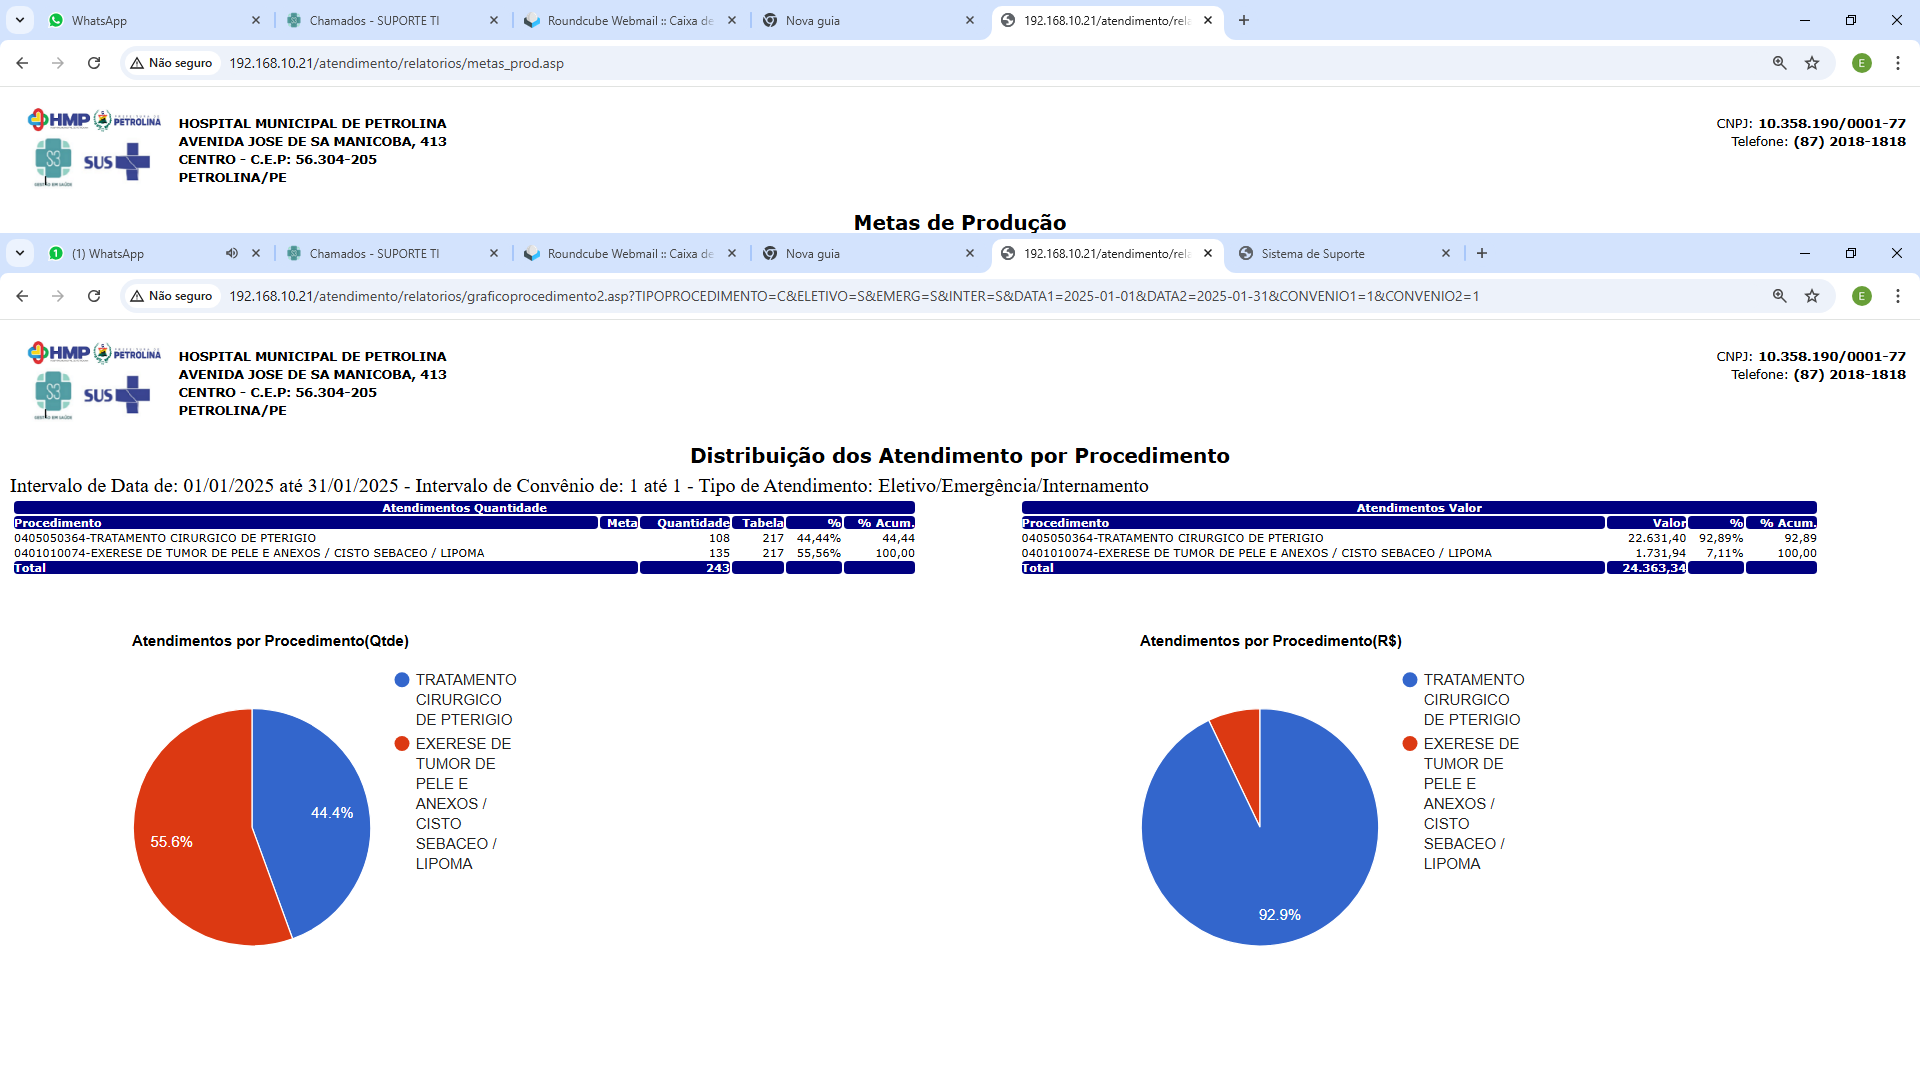 WhatsApp
Chamados - SUPORTE TI
Roundcube Webmail :: Caixa de
Nova guia
192.168.10.21/atendimento/rela
Não seguro
192.168.10.21/atendimento/relatorios/metas_prod.asp
E
HMP
PETROLINA
SUS
HOSPITAL MUNICIPAL DE PETROLINA
AVENIDA JOSE DE SA MANICOBA, 413
CENTRO - C.E.P: 56.304-205
PETROLINA/PE
CNPJ: 10.358.190/0001-77
Telefone: (87) 2018-1818
Metas de Produção
(1) WhatsApp
Chamados - SUPORTE TI
Roundcube Webmail :: Caixa de
Nova guia
192.168.10.21/atendimento/rela
Sistema de Suporte
Não seguro
192.168.10.21/atendimento/relatorios/graficoprocedimento2.asp?TIPOPROCEDIMENTO=C&ELETIVO=S&EMERG=S&INTER=S&DATA1=2025-01-01&DATA2=2025-01-31&CONVENIO1=1&CONVENIO2=1
E
HMP
PETROLINA
SUS
HOSPITAL MUNICIPAL DE PETROLINA
AVENIDA JOSE DE SA MANICOBA, 413
CENTRO - C.E.P: 56.304-205
PETROLINA/PE
CNPJ: 10.358.190/0001-77
Telefone: (87) 2018-1818
Distribuição dos Atendimento por Procedimento
Intervalo de Data de: 01/01/2025 até 31/01/2025 - Intervalo de Convênio de: 1 até 1 - Tipo de Atendimento: Eletivo/Emergência/Internamento
Atendimentos Quantidade
Procedimento Meta Quantidade Tabela % % Acum.
0405050364-TRATAMENTO CIRURGICO DE PTERIGIO 108 217 44,44% 44,44
0401010074-EXERESE DE TUMOR DE PELE E ANEXOS / CISTO SEBACEO / LIPOMA 135 217 55,56% 100,00
Total 243
Atendimentos Valor
Procedimento Valor % % Acum.
0405050364-TRATAMENTO CIRURGICO DE PTERIGIO 22.631,40 92,89% 92,89
0401010074-EXERESE DE TUMOR DE PELE E ANEXOS / CISTO SEBACEO / LIPOMA 1.731,94 7,11% 100,00
Total 24.363,34
Atendimentos por Procedimento(Qtde)
TRATAMENTO
CIRURGICO
DE PTERIGIO
EXERESE DE
TUMOR DE
PELE E
ANEXOS /
CISTO
SEBACEO /
LIPOMA
44.4%
55.6%
Atendimentos por Procedimento(R$)
TRATAMENTO
CIRURGICO
DE PTERIGIO
EXERESE DE
TUMOR DE
PELE E
ANEXOS /
CISTO
SEBACEO /
LIPOMA
92.9%